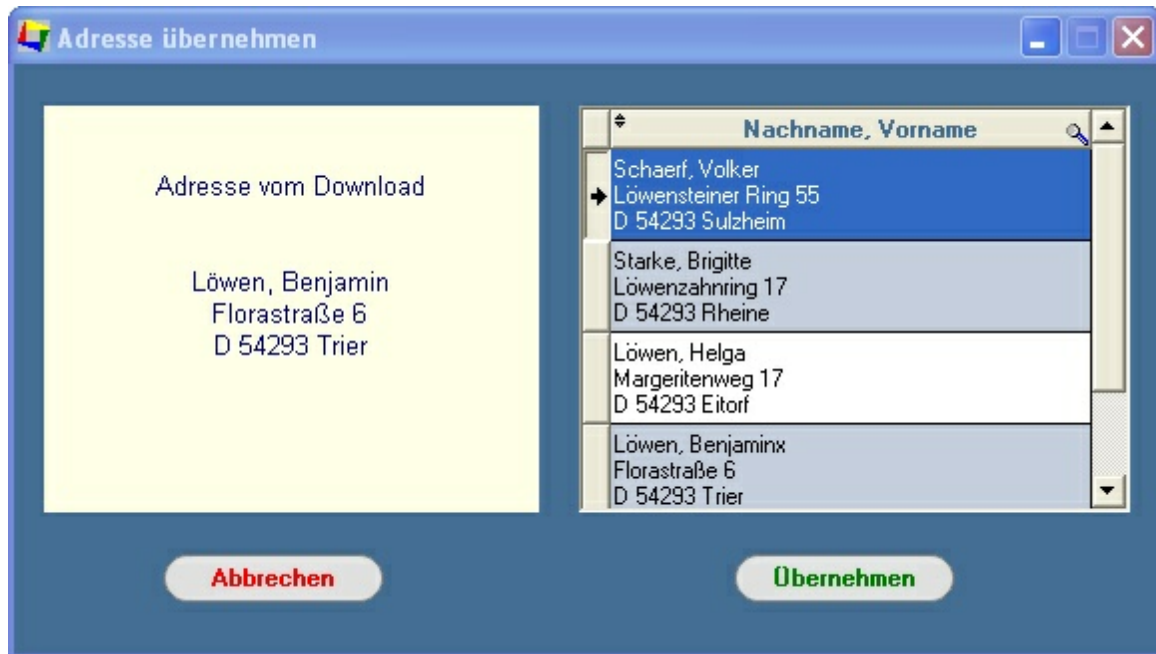 Adresse übernehmen
Adresse vom Download
Löwen, Benjamin
Florastraße 6
D 54293 Trier
Nachname, Vorname
Schaerf, Volker
Löwensteiner Ring 55
D 54293 Sulzheim
Starke, Brigitte
Löwenzahnring 17
D 54293 Rheine
Löwen, Helga
Margeritenweg 17
D 54293 Eitorf
Löwen, Benjaminx
Florastraße 6
D 54293 Trier
Abbrechen
Übernehmen